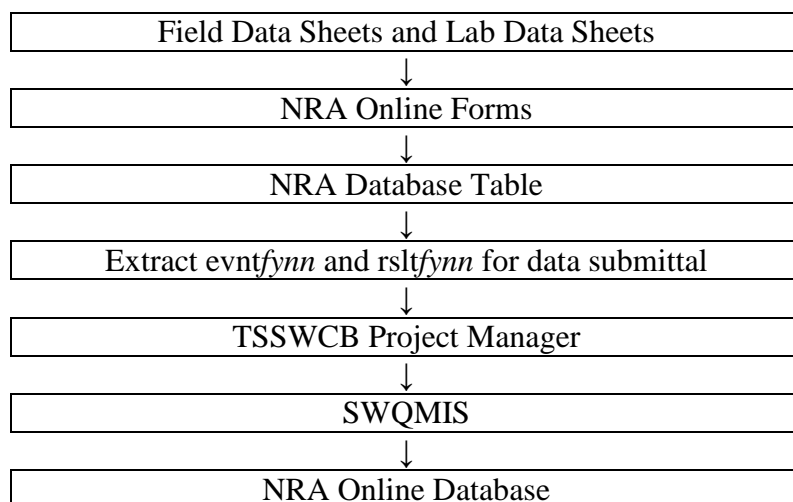 Field Data Sheets and Lab Data Sheets
↓
NRA Online Forms
↓
NRA Database Table
↓
Extract evntfynn and rsltfynn for data submittal
↓
TSSWCB Project Manager
↓
SWQMIS
↓
NRA Online Database